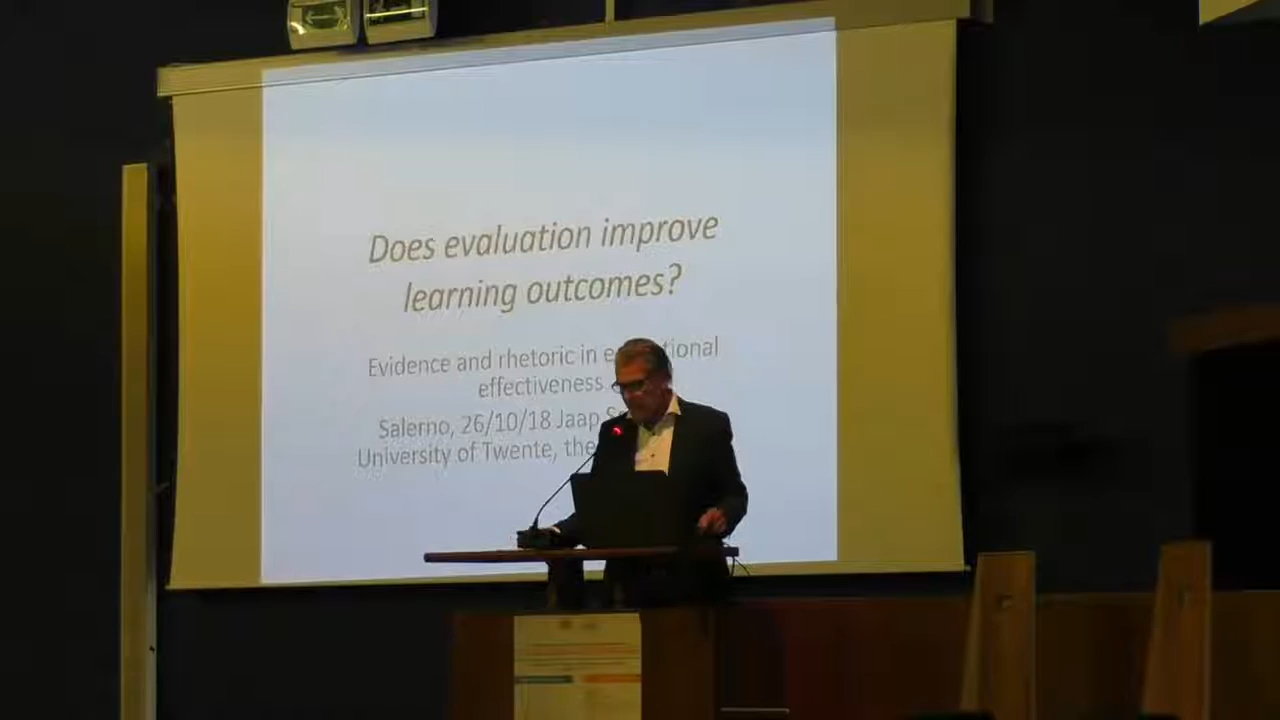 Does evaluation improve
learning outcomes?
Evidence and rhetoric in
effectiveness
Salerno, 26/10/18 Jaap
University of Twente, the